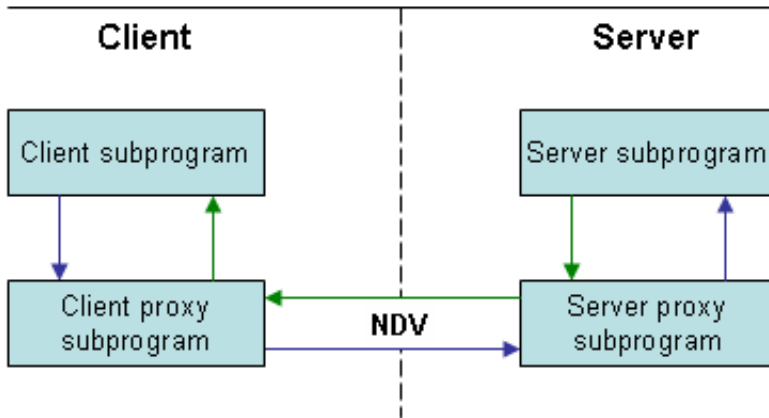 Client
Server
Client subprogram
Server subprogram
Client proxy
subprogram
NDV
Server proxy
subprogram